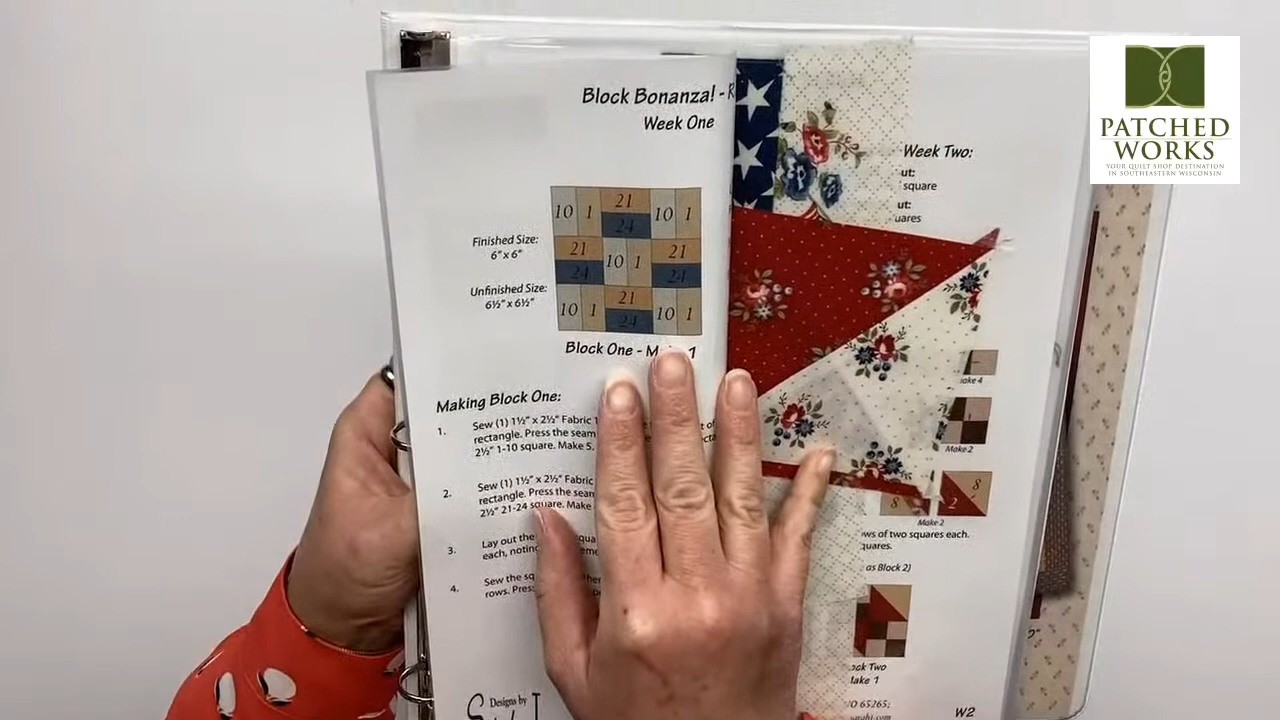 Block Bonanza! -
Week One
10 1 21 10 1
24
21 10 1 21
24 24
10 1 21 10 1
24
Finished Size:
6" x 6"
Unfinished Size:
6½" x 6½"
Block One - M 1
Making Block One:
1. Sew (1) 1½" x 2½" Fabric
rectangle. Press the seam
2½" 1-10 square. Make 5.
2. Sew (1) 1½" x 2½" Fabric
rectangle. Press the seam
2½" 21-24 square. Make
3. Lay out the
each, noting
4. Sew the
rows.
Designs by
Week Two:
ut:
square
ut:
uares
Make 2
8
2
8
Make 2
ws of two squares each.
quares.
as Block 2)
ock Two
Make 1
O 65265;
W2
PATCHED
WORKS
YOUR QUILT SHOP DESTINATION
IN SOUTHEASTERN WISCONSIN